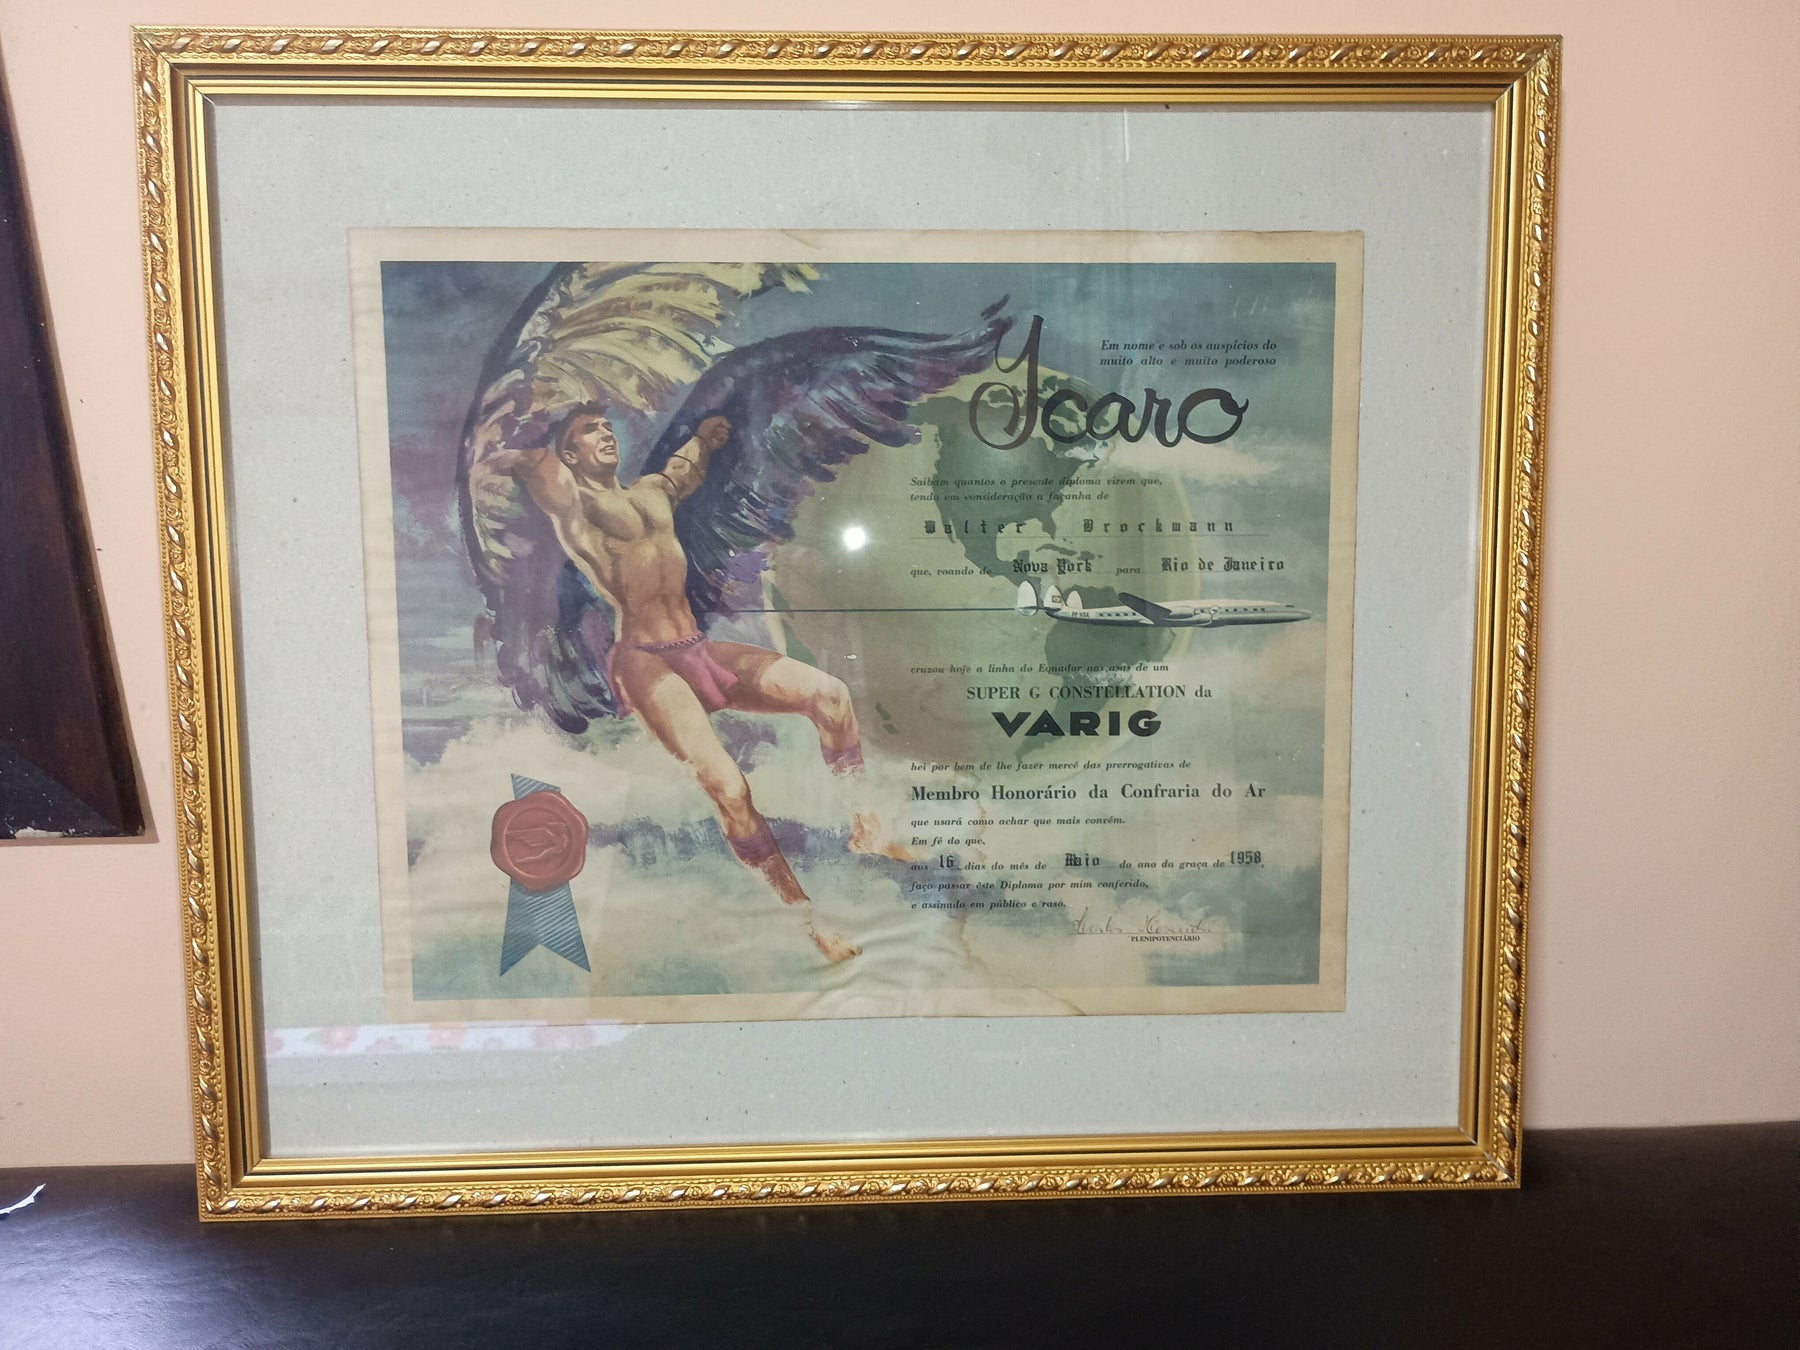 Em nome e sob os auspícios do
muito alto e muito poderoso
Ycaro
Saibam quantos o presente diploma virem que,
tendo em consideração a façanha de
Walter Brockmann
que, voando de Nova York para Rio de Janeiro
cruzou hoje a linha do Equador nas asas de um
SUPER G CONSTELLATION da
VARIG
hei por bem de lhe fazer mercê das prerrogativas de
Membro Honorário da Confraria do Ar
que usará como achar que mais convém.
Em fé do que,
aos 16 dias do mês de Maio do ano da graça de 1958,
faço passar êste Diploma por mim conferido,
e assinado em público e raso.
PLENIPOTENCIÁRIO